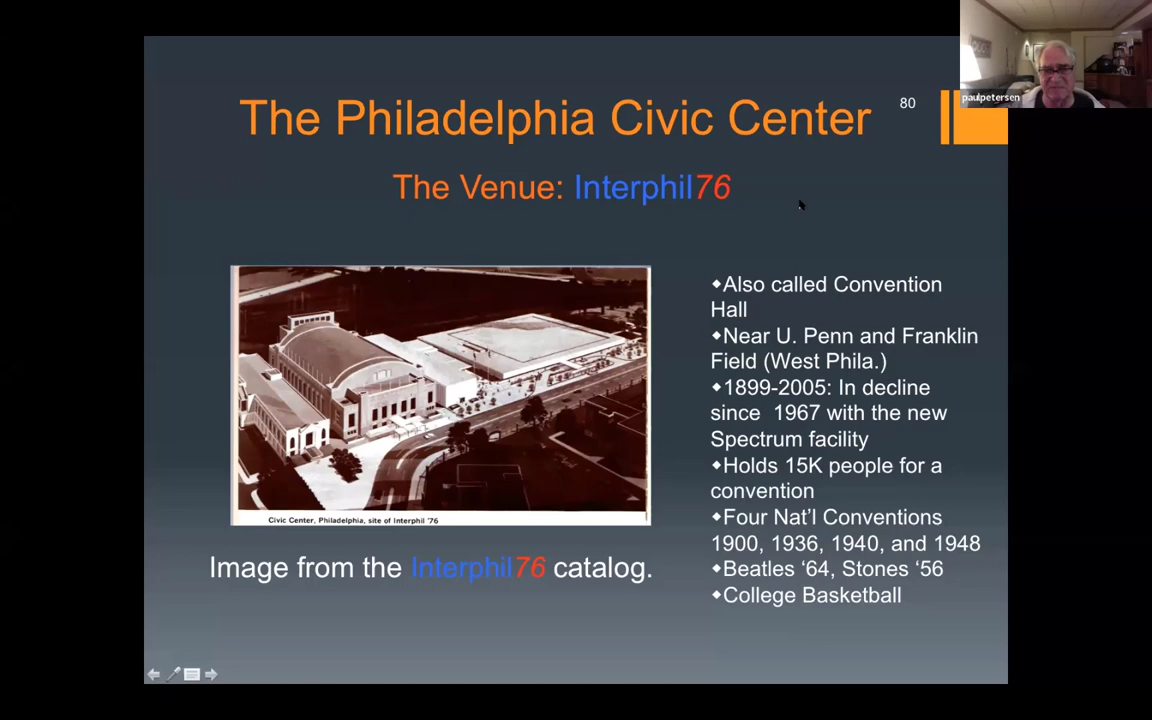 The Philadelphia Civic Center
80
paulpetersen
The Venue: Interphil76
◆Also called Convention
Hall
◆Near U. Penn and Franklin
Field (West Phila.)
◆1899-2005: In decline
since 1967 with the new
Spectrum facility
◆Holds 15K people for a
convention
◆Four Nat’l Conventions
1900, 1936, 1940, and 1948
◆Beatles ‘64, Stones ‘56
◆College Basketball
Civic Center, Philadelphia, site of Interphil '76
Image from the Interphil76 catalog.